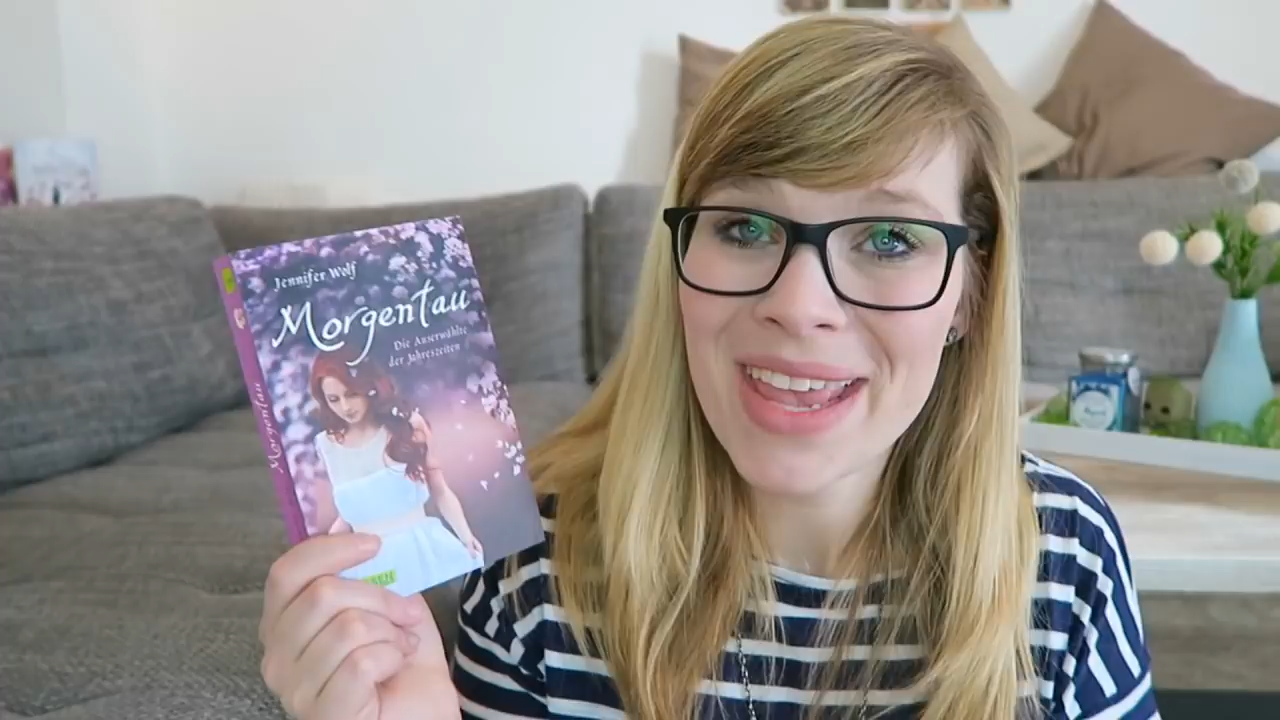 Jennifer Wolf
Morgentau
Die Auserwählte
der Jahreszeiten
Morgentau